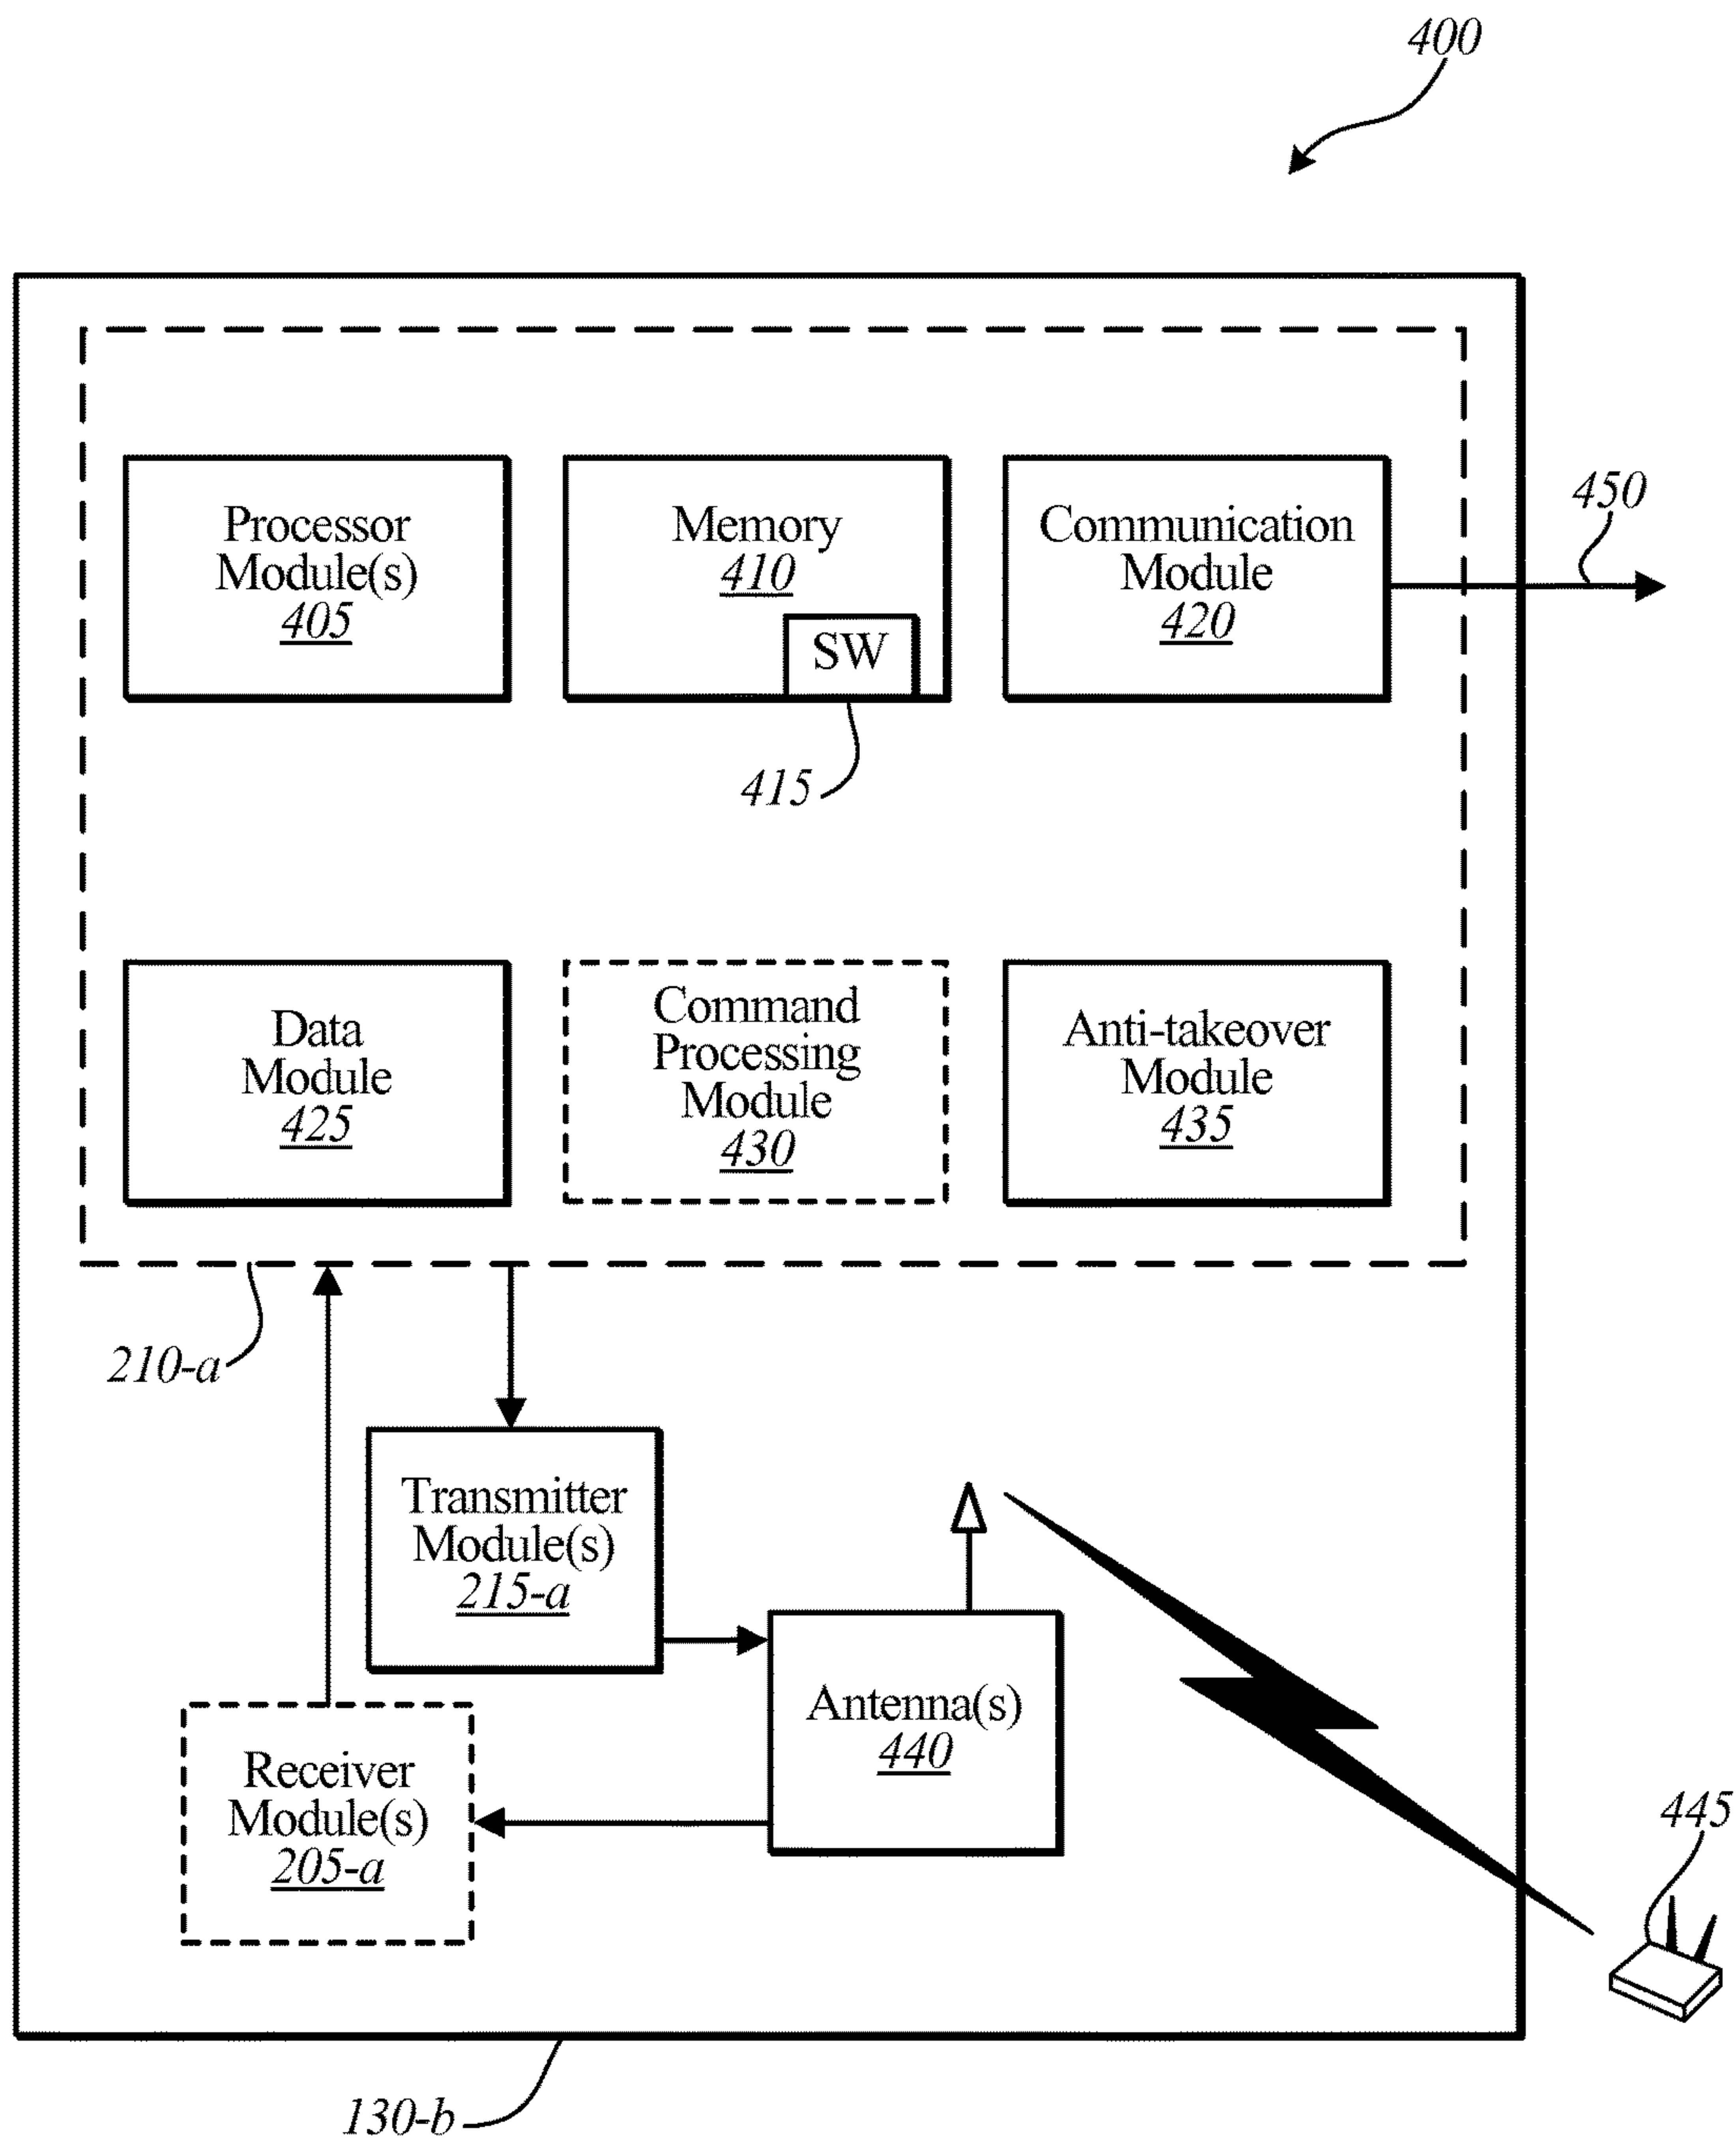 400
Processor
Module(s)
405
Memory
410
SW
415
Communication
Module
420
450
Data
Module
425
Command
Processing
Module
430
Anti-takeover
Module
435
210-a
Transmitter
Module(s)
215-a
Antenna(s)
440
Receiver
Module(s)
205-a
445
130-b